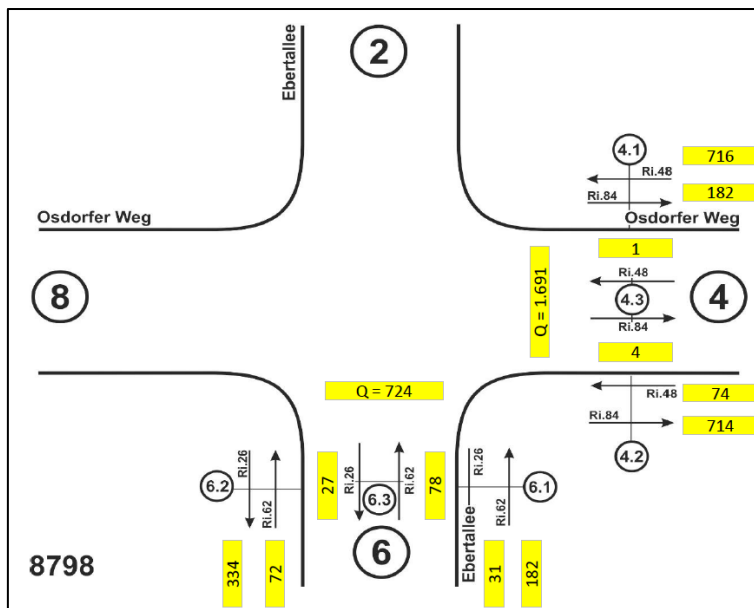 2
Ebertallee
4.1
716
Ri.48
182
Ri.84
Osdorfer Weg
Osdorfer Weg
1
Q = 1.691
Ri.48
8
4.3
4
Ri.84
4
Q = 724
Ri.48
74
Ri.84
714
4.2
6.2
Ri.26
Ri.62
27
Ri.26
6.3
Ri.62
78
Ri.26
Ri.62
6.1
Ebertallee
6
334
72
31
182
8798